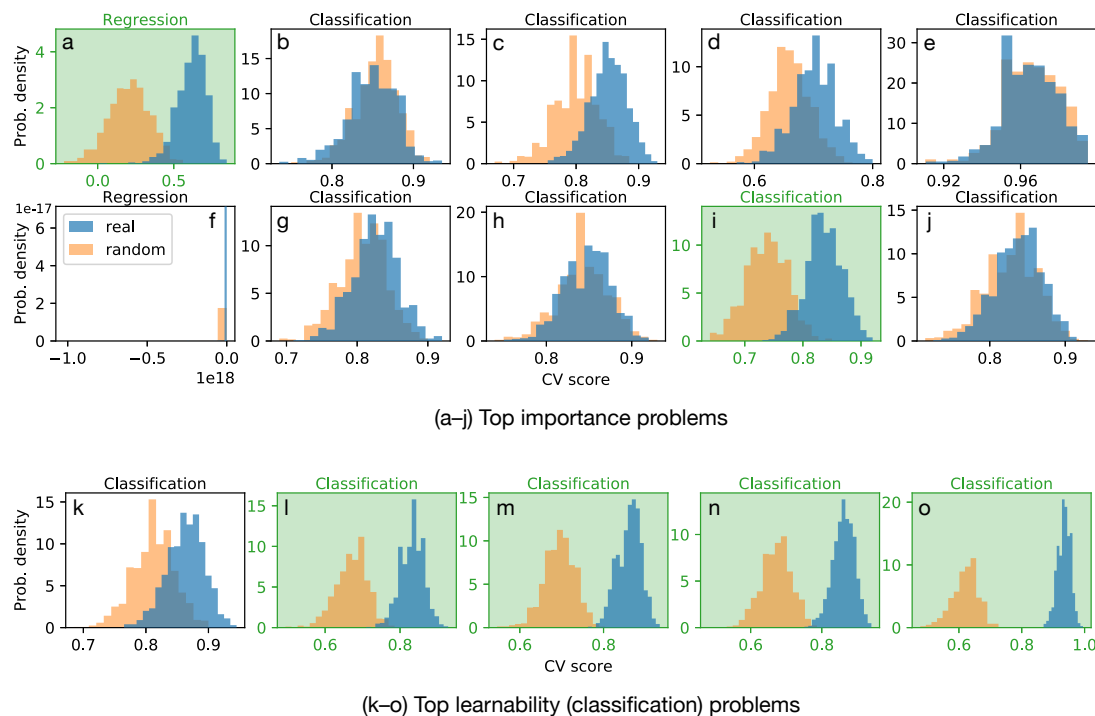 Regression Classification Classification Classification Classification
a b c d e
Prob. density
4
2
0
0.0 0.5
15
10
5
0
0.8 0.9
15
10
5
0
0.7 0.8 0.9
10
5
0
0.6 0.8
30
20
10
0
0.92 0.96
Regression Classification Classification Classification Classification
1e-17
f g h i j
real
random
Prob. density
6
4
2
0
-1.0 -0.5 0.0
1e18
10
5
0
0.7 0.8 0.9
20
15
10
5
0
0.8 0.9
10
5
0
0.7 0.8 0.9
15
10
5
0
0.8 0.9
CV score
(a–j) Top importance problems
Classification Classification Classification Classification Classification
k l m n o
Prob. density
15
10
5
0
0.7 0.8 0.9
15
10
5
0
0.6 0.8
15
10
5
0
0.6 0.8
10
5
0
0.6 0.8
20
10
0
0.6 0.8 1.0
CV score
(k–o) Top learnability (classification) problems